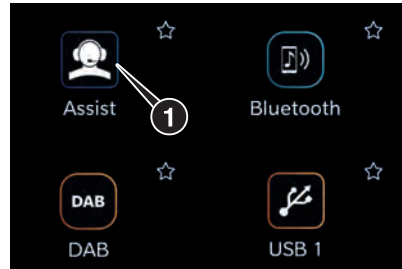 1
Assist
Bluetooth
DAB
DAB
USB 1